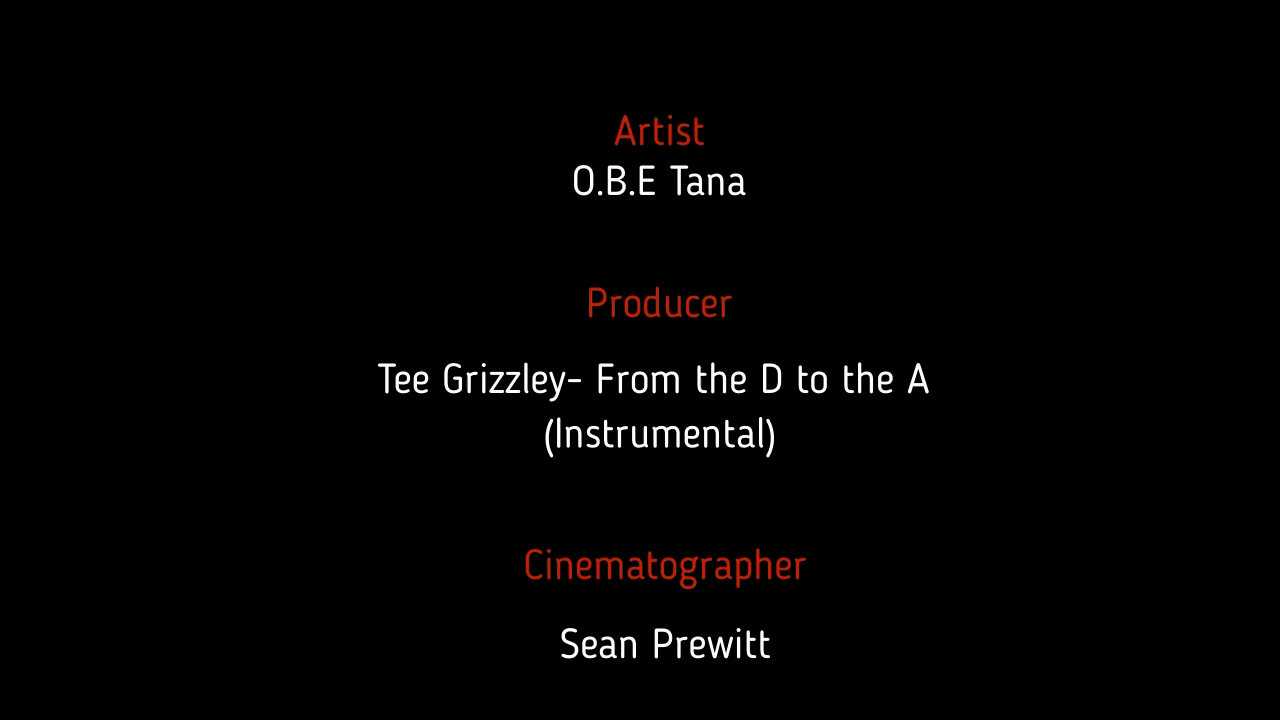 Artist
O.B.E Tana
Producer
Tee Grizzley- From the D to the A
(Instrumental)
Cinematographer
Sean Prewitt